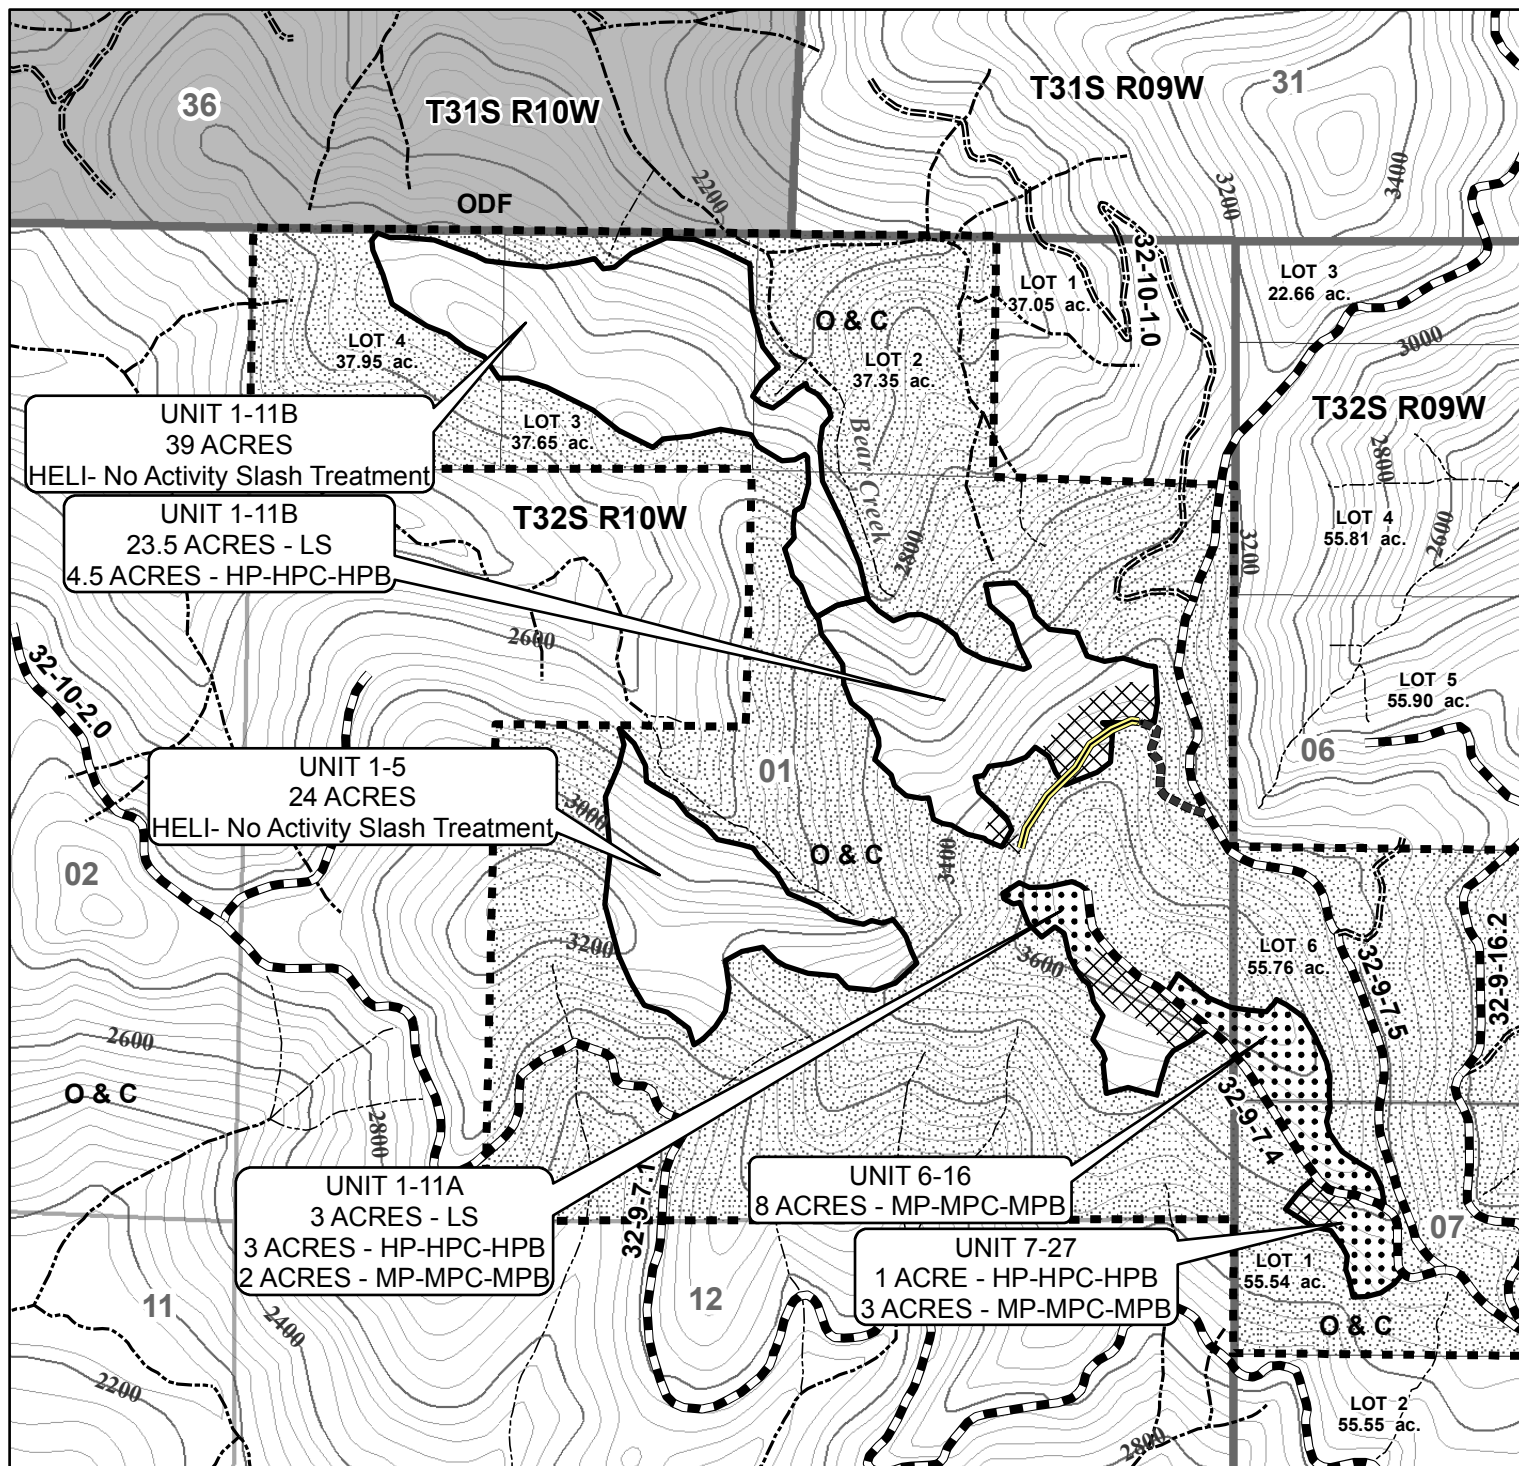 36
T31S R10W
T31S R09W
31
3400
3200
2200
ODF
32-10-1.0
LOT 1
37.05 ac.
LOT 3
22.66 ac.
O & C
LOT 4
37.95 ac.
LOT 2
37.35 ac.
3000
UNIT 1-11B
39 ACRES
HELI- No Activity Slash Treatment
LOT 3
37.65 ac.
Bear Creek
T32S R09W
2800
UNIT 1-11B
23.5 ACRES - LS
4.5 ACRES - HP-HPC-HPB
T32S R10W
2800
3200
LOT 4
55.81 ac.
2600
2600
32-10-2.0
LOT 5
55.90 ac.
01
06
UNIT 1-5
24 ACRES
HELI- No Activity Slash Treatment
3000
O & C
3100
02
3200
3600
LOT 6
55.76 ac.
32-9-7.5
32-9-16.2
2600
O & C
2800
32-9-7.4
UNIT 1-11A
3 ACRES - LS
3 ACRES - HP-HPC-HPB
2 ACRES - MP-MPC-MPB
32-9-7.1
UNIT 6-16
8 ACRES - MP-MPC-MPB
UNIT 7-27
1 ACRE - HP-HPC-HPB
3 ACRES - MP-MPC-MPB
07
LOT 1
55.54 ac.
11
12
2400
O & C
2200
LOT 2
55.55 ac.
2800